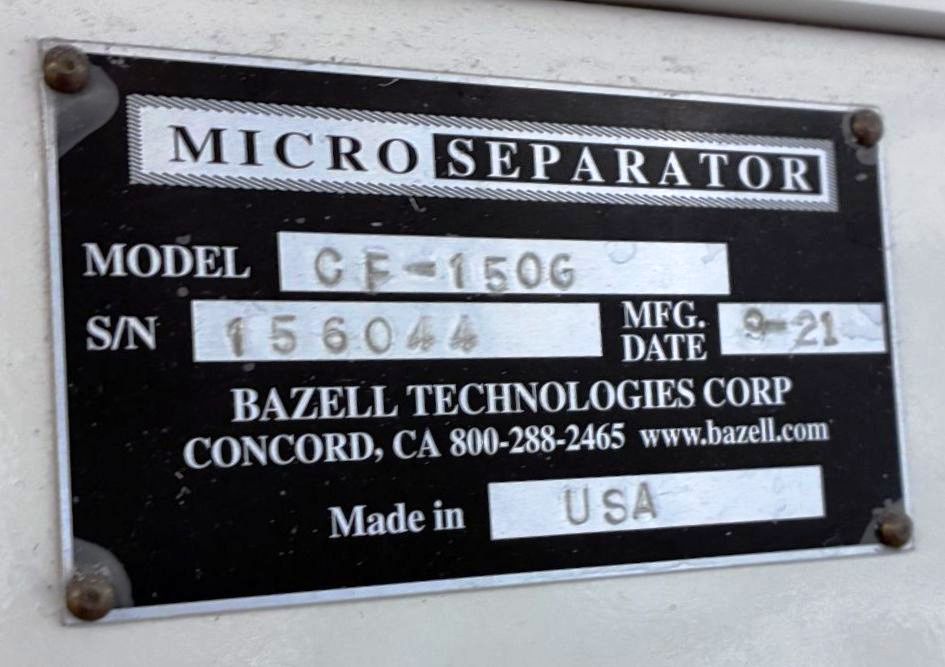 MICRO SEPARATOR
MODEL CF-150G
S/N 156044 MFG. DATE 9-21
BAZELL TECHNOLOGIES CORP
CONCORD, CA 800-288-2465 www.bazell.com
Made in USA